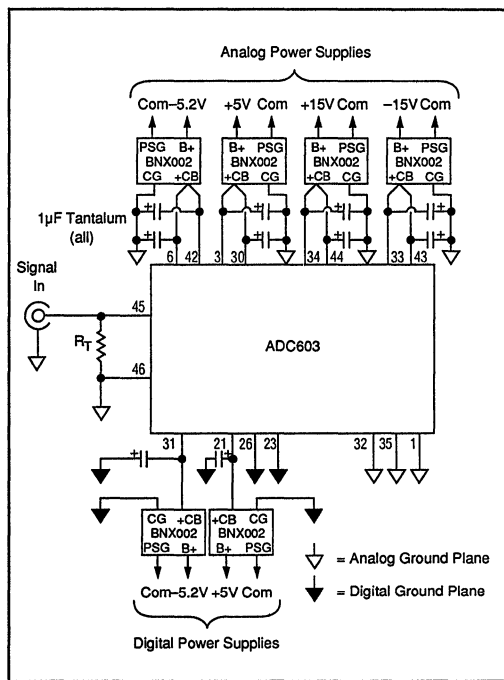 Analog Power Supplies
Com –5.2V +5V Com +15V Com –15V Com
PSG B+ B+ PSG B+ PSG B+ PSG
BNX002 BNX002 BNX002 BNX002
CG +CB +CB CG +CB CG +CB CG
1µF Tantalum
(all)
6 42 3 30 34 44 33 43
Signal
In
45
RT
ADC603
46
31 21 26 23 32 35 1
CG +CB +CB CG
BNX002 BNX002
PSG B+ B+ PSG
Com –5.2V +5V Com
Digital Power Supplies
= Analog Ground Plane
= Digital Ground Plane